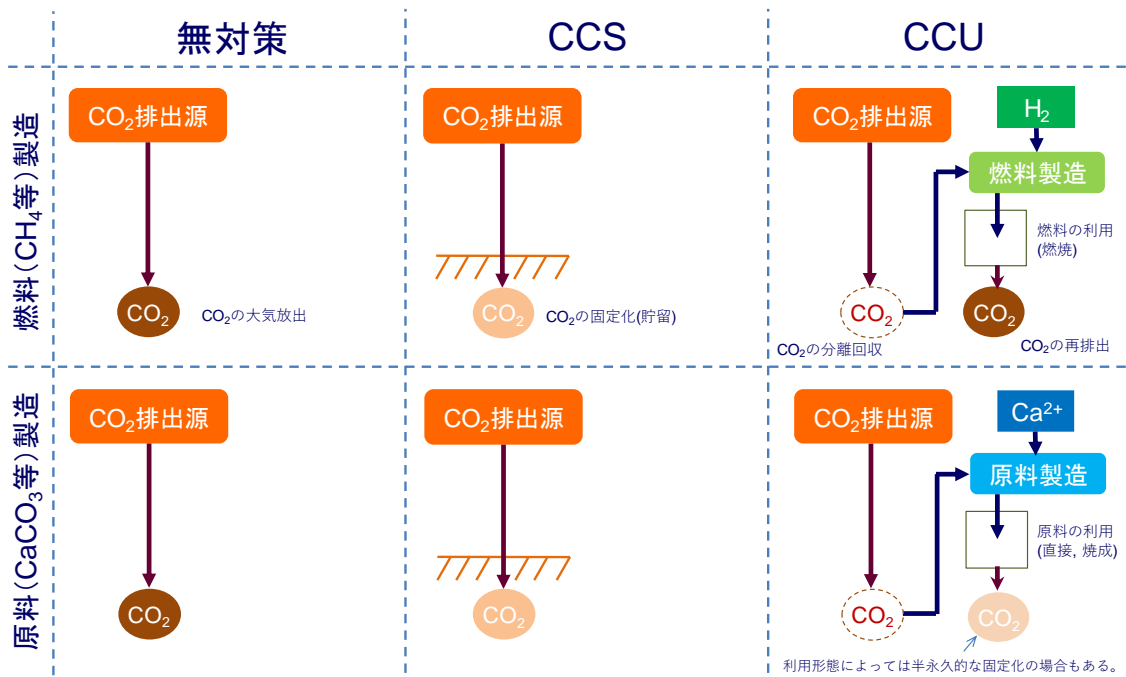 無対策
CCS
CCU
燃料(CH₄等)製造
CO₂排出源
CO₂
CO₂の大気放出
CO₂排出源
CO₂
CO₂の固定化(貯留)
CO₂排出源
H₂
燃料製造
燃料の利用
(燃焼)
CO₂
CO₂
CO₂の分離回収
CO₂の再排出
原料(CaCO₃等)製造
CO₂排出源
CO₂
CO₂排出源
CO₂
CO₂排出源
Ca²⁺
原料製造
原料の利用
(直接, 焼成)
CO₂
CO₂
利用形態によっては半永久的な固定化の場合もある。